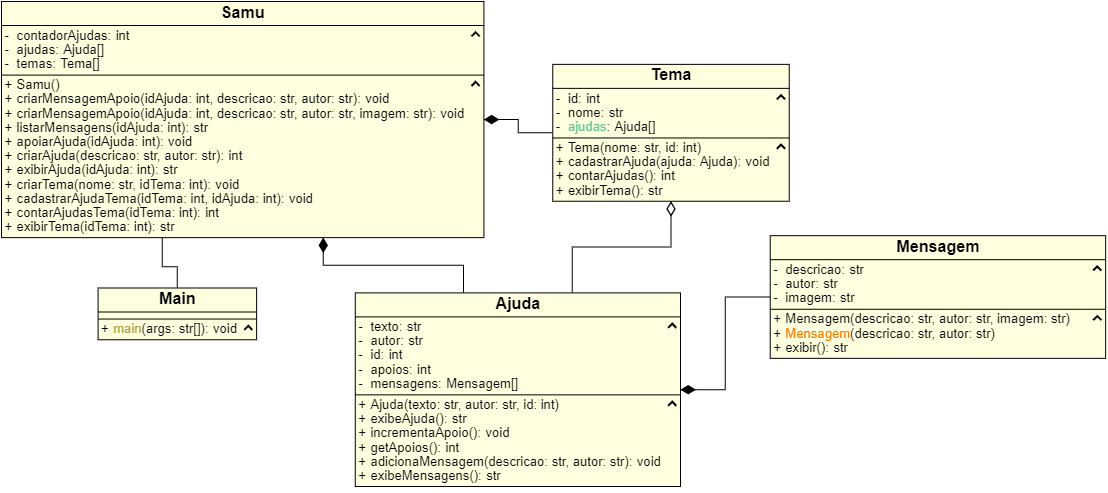 Samu
- contadorAjudas: int
- ajudas: Ajuda[]
- temas: Tema[]
+ Samu()
+ criarMensagemApoio(idAjuda: int, descricao: str, autor: str): void
+ criarMensagemApoio(idAjuda: int, descricao: str, autor: str, imagem: str): void
+ listarMensagens(idAjuda: int): str
+ apoiarAjuda(idAjuda: int): void
+ criarAjuda(descricao: str, autor: str): int
+ exibirAjuda(idAjuda: int): str
+ criarTema(nome: str, idTema: int): void
+ cadastrarAjudaTema(idTema: int, idAjuda: int): void
+ contarAjudasTema(idTema: int): int
+ exibirTema(idTema: int): str
Tema
- id: int
- nome: str
- ajudas: Ajuda[]
+ Tema(nome: str, id: int)
+ cadastrarAjuda(ajuda: Ajuda): void
+ contarAjudas(): int
+ exibirTema(): str
Mensagem
- descricao: str
- autor: str
- imagem: str
+ Mensagem(descricao: str, autor: str, imagem: str)
+ Mensagem(descricao: str, autor: str)
+ exibir(): str
Main
+ main(args: str[]): void
Ajuda
- texto: str
- autor: str
- id: int
- apoios: int
- mensagens: Mensagem[]
+ Ajuda(texto: str, autor: str, id: int)
+ exibeAjuda(): str
+ incrementaApoio(): void
+ getApoios(): int
+ adicionaMensagem(descricao: str, autor: str): void
+ exibeMensagens(): str